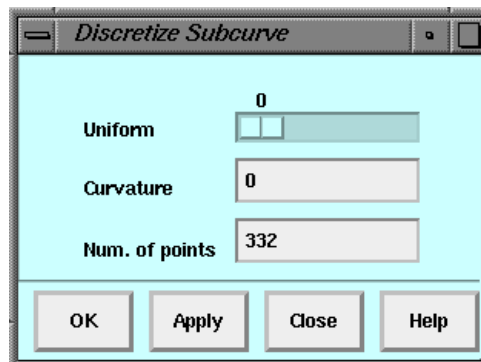 Discretize Subcurve
0
Uniform
Curvature 0
Num. of points 332
OK Apply Close Help